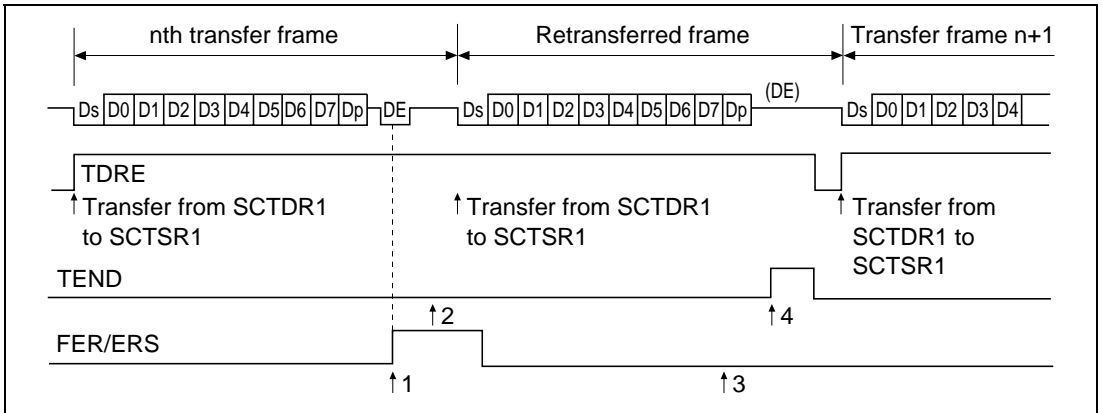 nth transfer frame Retransferred frame Transfer frame n+1
Ds D0 D1 D2 D3 D4 D5 D6 D7 Dp DE Ds D0 D1 D2 D3 D4 D5 D6 D7 Dp (DE) Ds D0 D1 D2 D3 D4
TDRE
Transfer from SCTDR1 Transfer from SCTDR1 Transfer from
to SCTSR1 to SCTSR1 SCTDR1 to
SCTSR1
TEND
2 4
FER/ERS
1 3